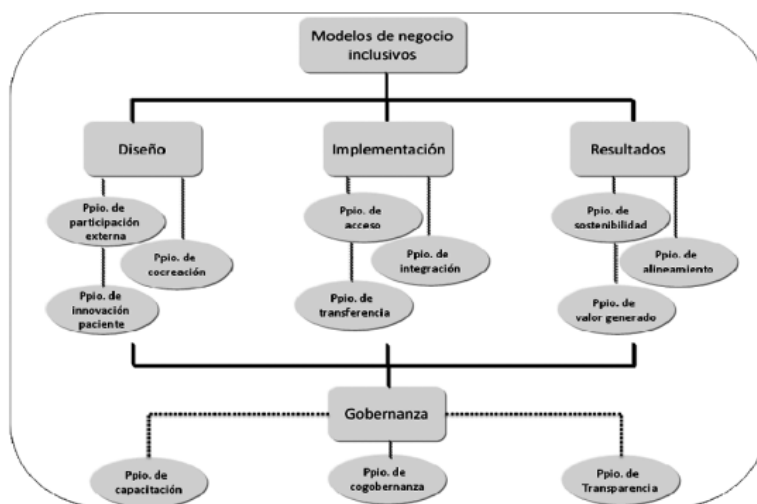 Modelos de negocio
inclusivos
Diseño
Implementación
Resultados
Ppio. de
participación
externa
Ppio. de
cocreación
Ppio. de
innovación
paciente
Ppio. de
acceso
Ppio. de
integración
Ppio. de
transferencia
Ppio. de
sostenibilidad
Ppio. de
alineamiento
Ppio. de
valor generado
Gobernanza
Ppio. de
capacitación
Ppio. de
cogobernanza
Ppio. de
Transparencia